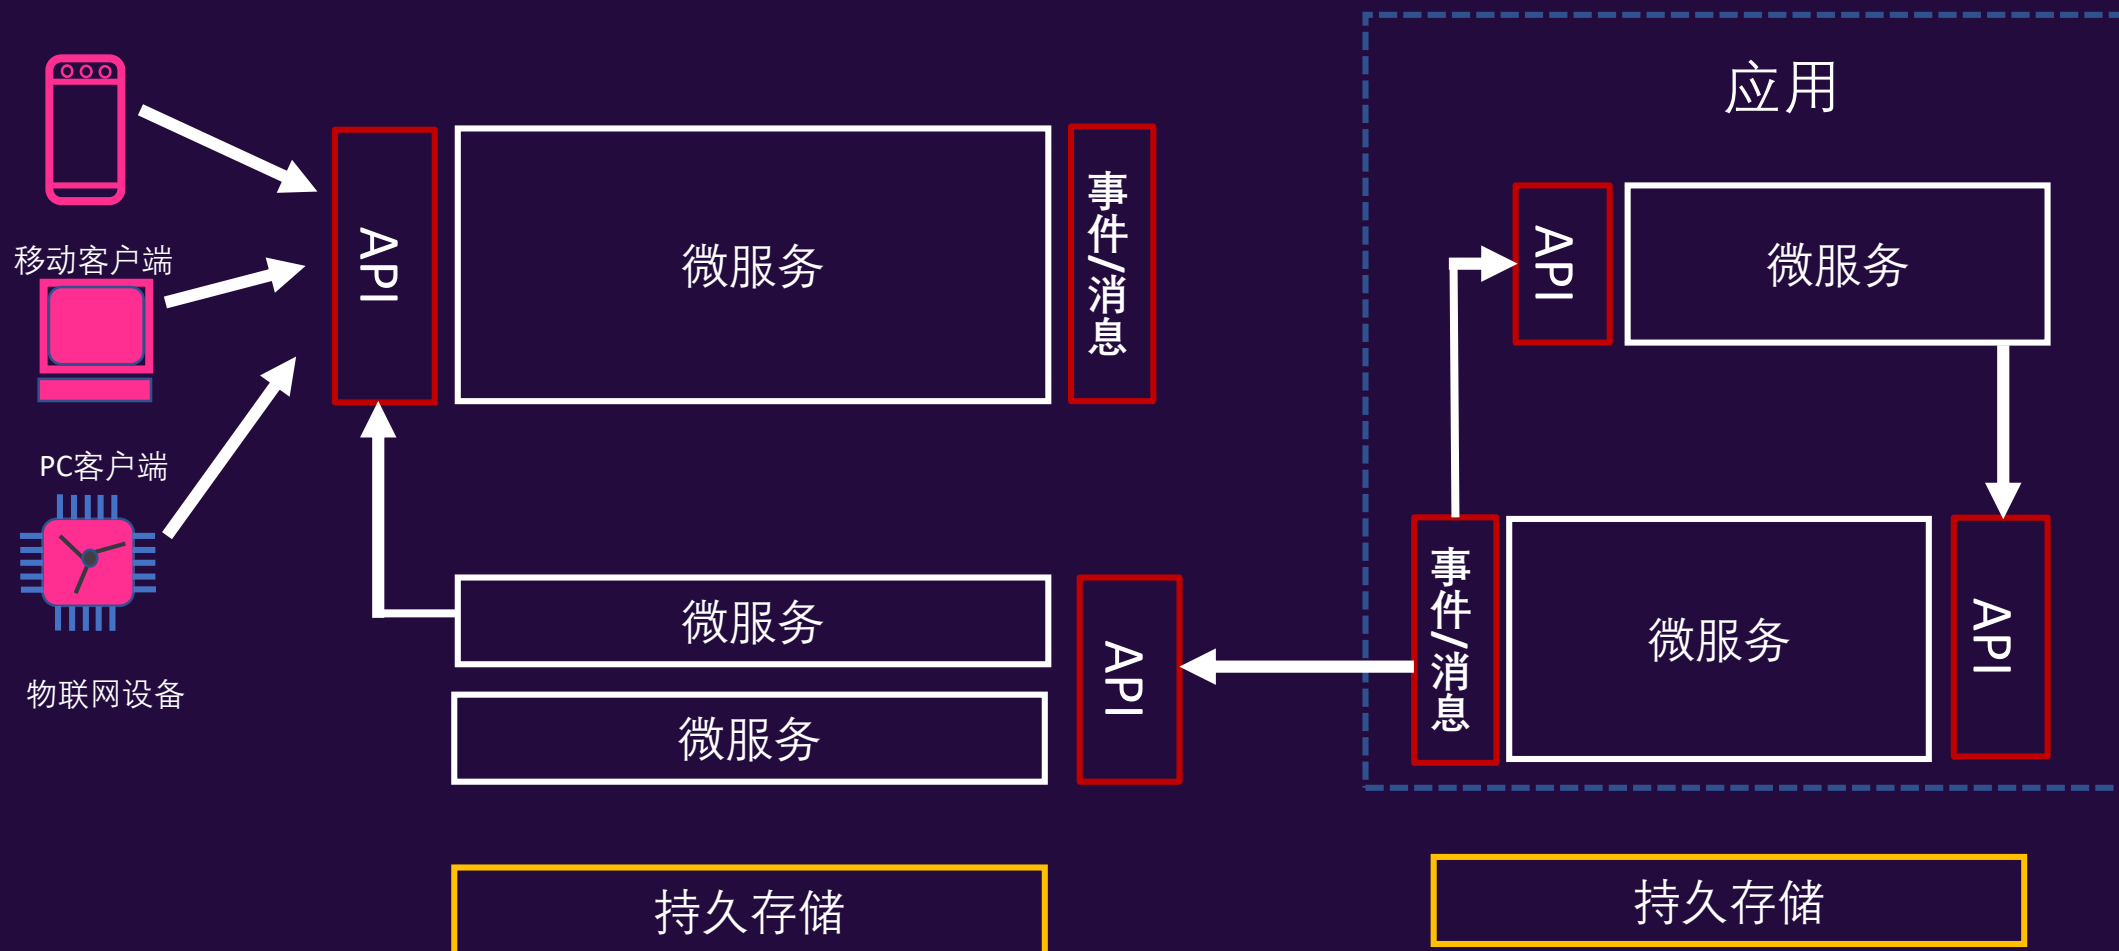 应用
移动客户端
API
微服务
事件/消息
API
微服务
PC客户端
物联网设备
微服务
微服务
API
事件/消息
微服务
API
持久存储
持久存储